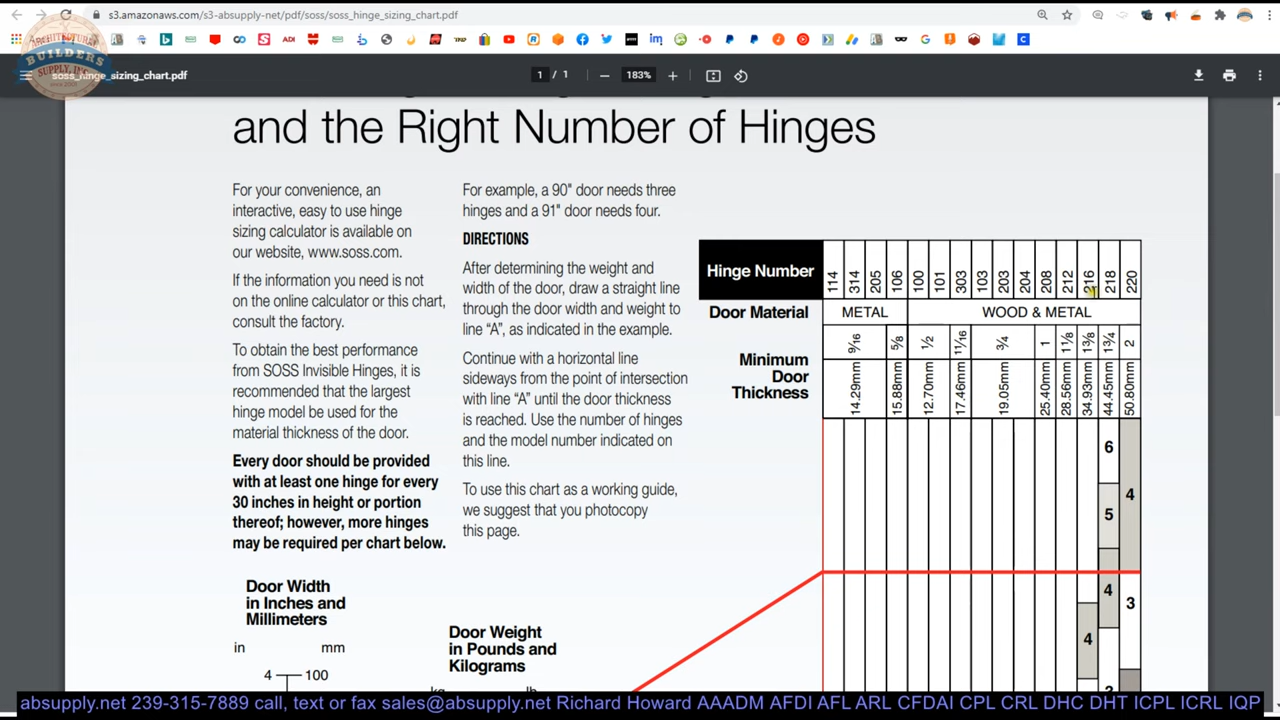 s3.amazonaws.com/s3-absupply-net/pdf/soss/soss_hinge_sizing_chart.pdf
ARCHITECTURAL
BUILDERS
SUPPLY, INC.
soss_hinge_sizing_chart.pdf
1 / 1
183%
and the Right Number of Hinges
For your convenience, an
interactive, easy to use hinge
sizing calculator is available on
our website, www.soss.com.
If the information you need is not
on the online calculator or this chart,
consult the factory.
To obtain the best performance
from SOSS Invisible Hinges, it is
recommended that the largest
hinge model be used for the
material thickness of the door.
Every door should be provided
with at least one hinge for every
30 inches in height or portion
thereof; however, more hinges
may be required per chart below.
For example, a 90" door needs three
hinges and a 91" door needs four.
DIRECTIONS
After determining the weight and
width of the door, draw a straight line
through the door width and weight to
line “A”, as indicated in the example.
Continue with a horizontal line
sideways from the point of intersection
with line “A” until the door thickness
is reached. Use the number of hinges
and the model number indicated on
this line.
To use this chart as a working guide,
we suggest that you photocopy
this page.
Hinge Number
114 314 205 106 100 101 303 103 203 204 208 212 216 218 220
Door Material
METAL WOOD & METAL
Minimum
Door
Thickness
9/16 5/8 1/2 11/16 3/4 1 1 1/8 1 3/8 1 3/4 2
14.29mm 15.88mm 12.70mm 17.46mm 19.05mm 25.40mm 28.56mm 34.93mm 44.45mm 50.80mm
6
4
5
4
3
4
Door Width
in Inches and
Millimeters
in mm
4 100
Door Weight
in Pounds and
Kilograms
kg lb
absupply.net 239-315-7889 call, text or fax sales@absupply.net Richard Howard AAADM AFDI AFL ARL CFDAI CPL CRL DHC DHT ICPL ICRL IQP